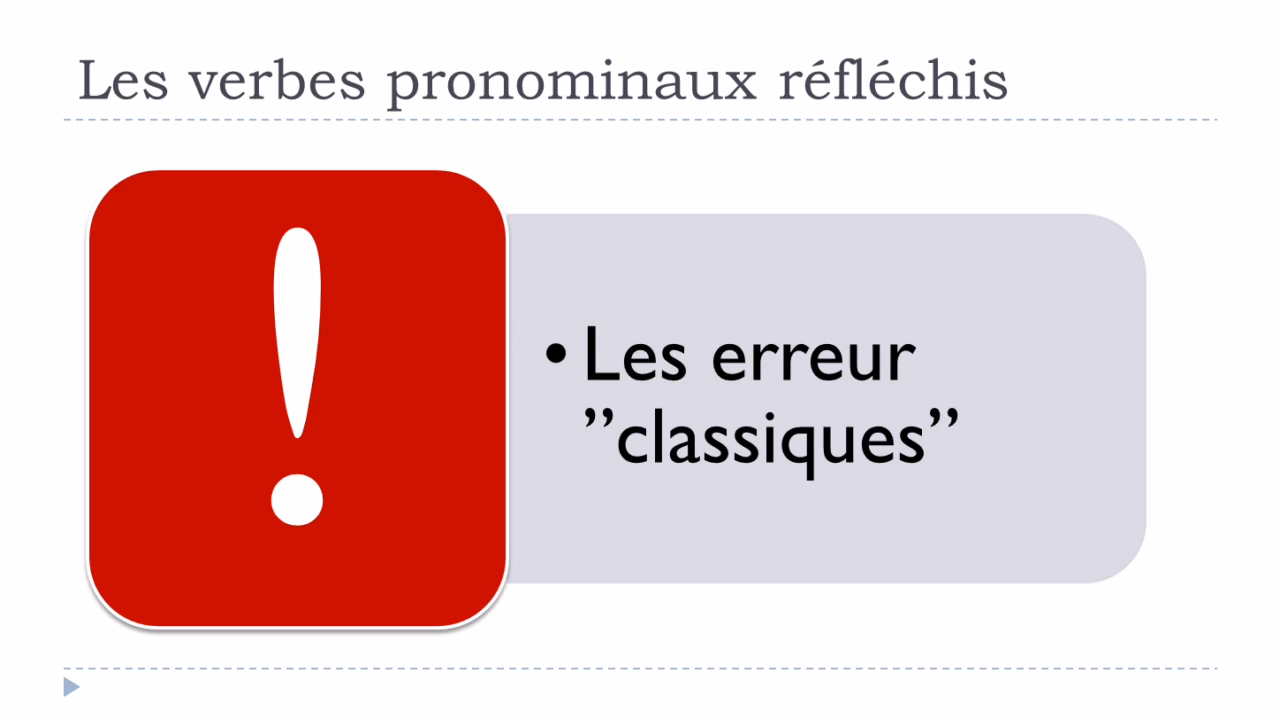 Les verbes pronominaux réfléchis
!
• Les erreur
”classiques”